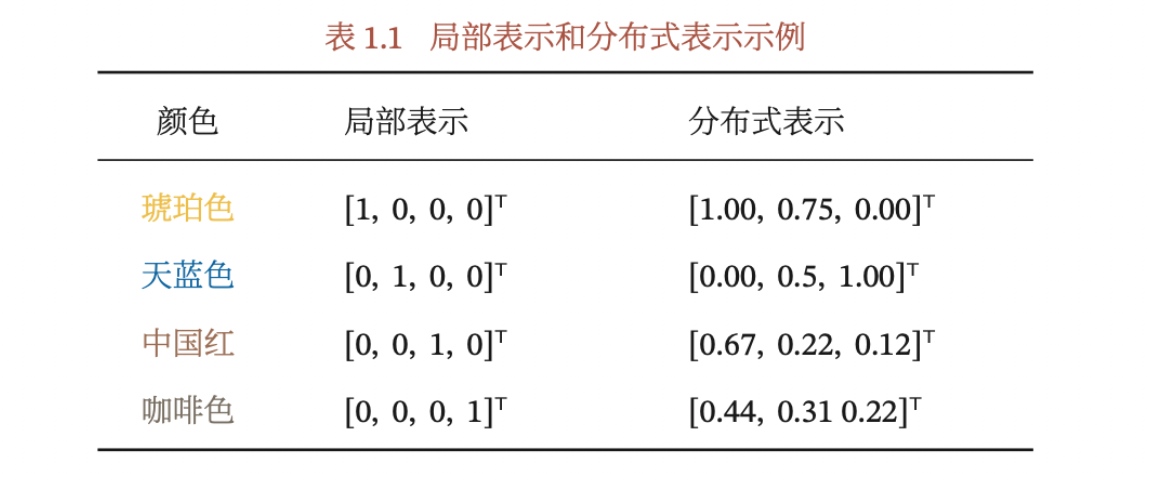 表 1.1 局部表示和分布式表示示例
颜色 局部表示 分布式表示
琥珀色 [1, 0, 0, 0]ᵀ [1.00, 0.75, 0.00]ᵀ
天蓝色 [0, 1, 0, 0]ᵀ [0.00, 0.5, 1.00]ᵀ
中国红 [0, 0, 1, 0]ᵀ [0.67, 0.22, 0.12]ᵀ
咖啡色 [0, 0, 0, 1]ᵀ [0.44, 0.31 0.22]ᵀ